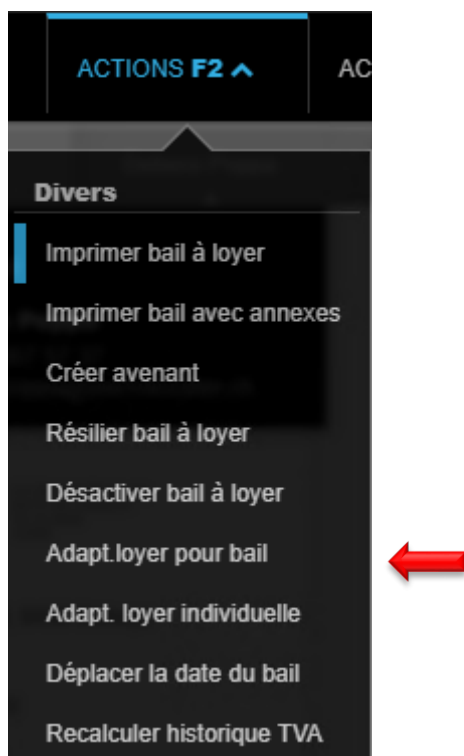 ACTIONS F2 AC
Divers
Imprimer bail à loyer
Imprimer bail avec annexes
Créer avenant
Résilier bail à loyer
Désactiver bail à loyer
Adapt.loyer pour bail
Adapt. loyer individuelle
Déplacer la date du bail
Recalculer historique TVA